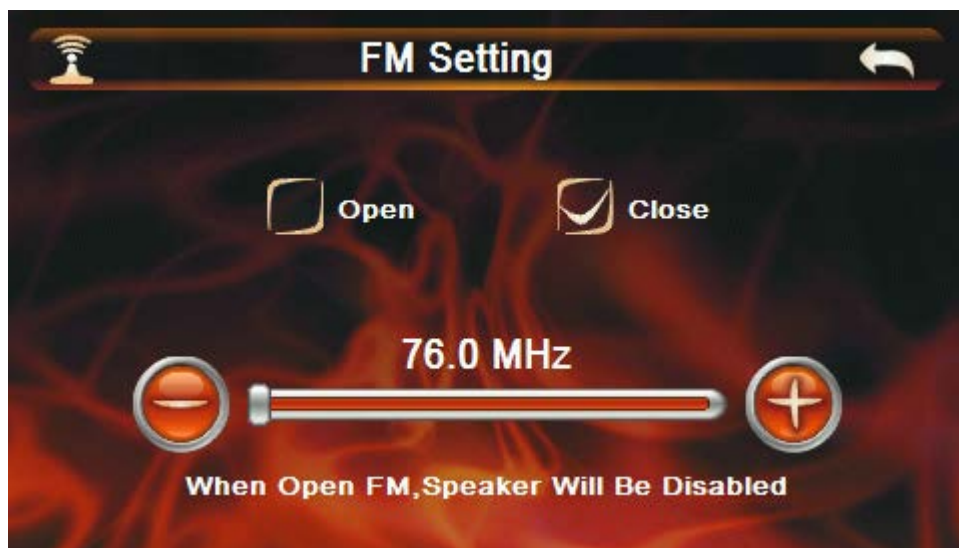 FM Setting
Open Close
76.0 MHz
When Open FM,Speaker Will Be Disabled